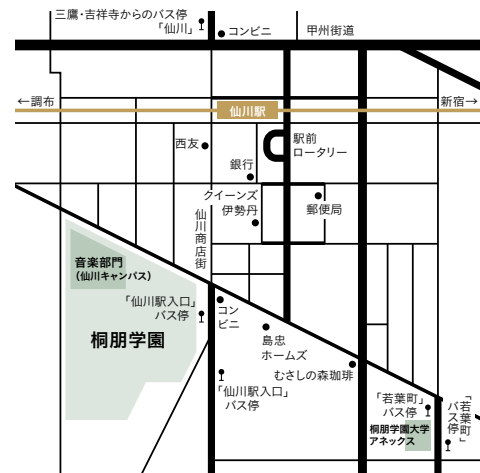 三鷹・吉祥寺からのバス停
「仙川」
コンビニ
甲州街道
←調布
仙川駅
新宿→
西友
駅前
ロータリー
銀行
クイーンズ
伊勢丹
郵便局
仙川商店街
音楽部門
（仙川キャンパス）
「仙川駅入口」
バス停
コン
ビニ
桐朋学園
島忠
ホームズ
むさしの森珈琲
「仙川駅入口」
バス停
「若葉町」
バス停
「若葉町」
バス停
桐朋学園大学
アネックス